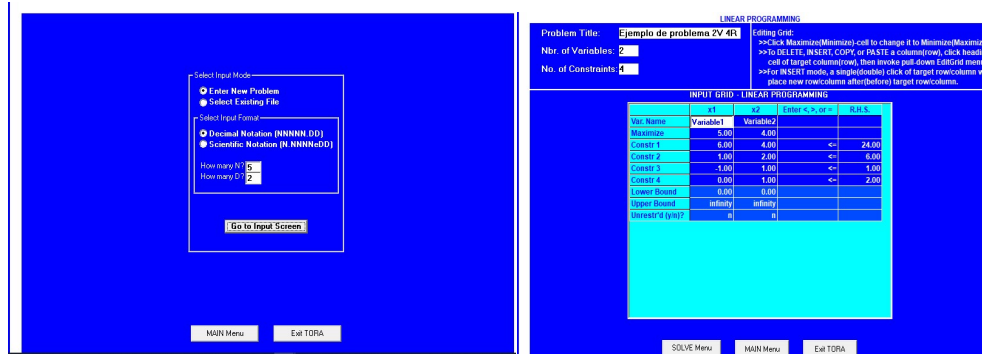 Select Input Mode
Enter New Problem
Select Existing File
Select Input Format
Decimal Notation (NNNNN.DD)
Scientific Notation (N.NNNNeDD)
How many N? 5
How many D? 2
Go to Input Screen
MAIN Menu Exit TORA
LINEAR PROGRAMMING
Problem Title: Ejemplo de problema 2V 4R
Nbr. of Variables: 2
No. of Constraints: 4
Editing Grid:
>>Click Maximize(Minimize)-cell to change it to Minimize(Maximiz
>>To DELETE, INSERT, COPY, or PASTE a column(row), click headi
cell of target column(row), then invoke pull-down EditGrid menu
>>For INSERT mode, a single(double) click of target row/column w
place new row/column after(before) target row/column.
INPUT GRID - LINEAR PROGRAMMING
x1 x2 Enter <, >, or = R.H.S.
Var. Name Variable1 Variable2
Maximize 5.00 4.00
Constr 1 6.00 4.00 <= 24.00
Constr 2 1.00 2.00 <= 6.00
Constr 3 -1.00 1.00 <= 1.00
Constr 4 0.00 1.00 <= 2.00
Lower Bound 0.00 0.00
Upper Bound infinity infinity
Unrestr'd (y/n)? n n
SOLVE Menu MAIN Menu Exit TORA